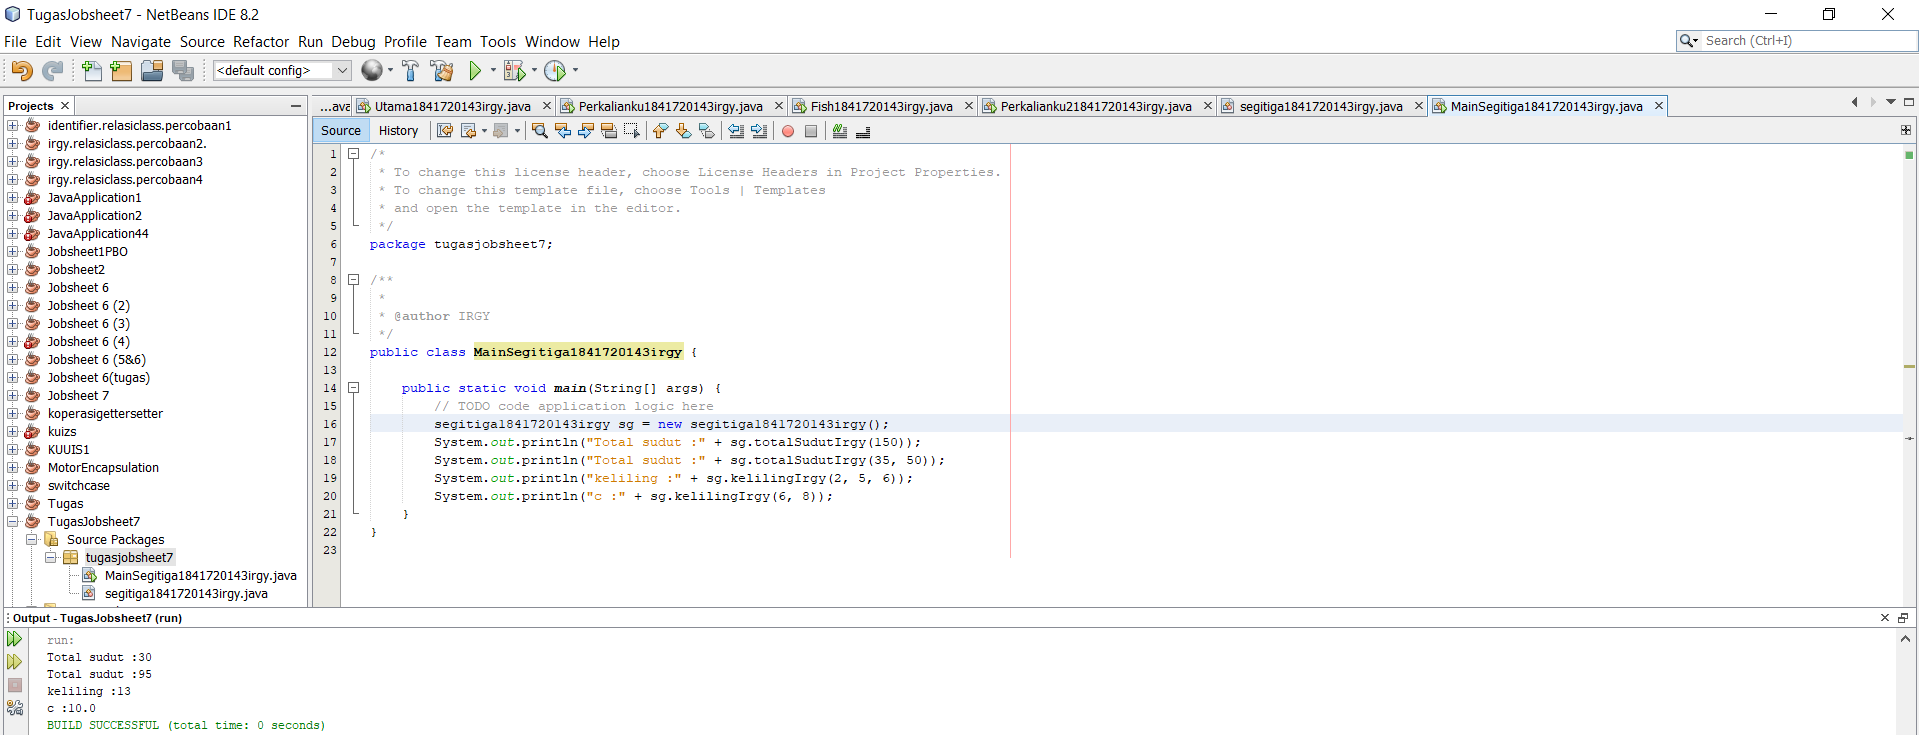 TugasJobsheet7 - NetBeans IDE 8.2
File Edit View Navigate Source Refactor Run Debug Profile Team Tools Window Help
Search (Ctrl+I)
<default config>
Projects
identifier.relasiclass.percobaan1
irgy.relasiclass.percobaan2.
irgy.relasiclass.percobaan3
irgy.relasiclass.percobaan4
JavaApplication1
JavaApplication2
JavaApplication44
Jobsheet1PBO
Jobsheet2
Jobsheet 6
Jobsheet 6 (2)
Jobsheet 6 (3)
Jobsheet 6 (4)
Jobsheet 6 (5&6)
Jobsheet 6(tugas)
Jobsheet 7
koperasigettersetter
kuizs
KUUIS1
MotorEncapsulation
switchcase
Tugas
TugasJobsheet7
Source Packages
tugasjobsheet7
MainSegitiga1841720143irgy.java
segitiga1841720143irgy.java
...ava Utama1841720143irgy.java Perkalianku1841720143irgy.java Fish1841720143irgy.java Perkalianku21841720143irgy.java segitiga1841720143irgy.java MainSegitiga1841720143irgy.java
Source History
1 /*
2 * To change this license header, choose License Headers in Project Properties.
3 * To change this template file, choose Tools | Templates
4 * and open the template in the editor.
5 */
6 package tugasjobsheet7;
7
8 /**
9 *
10 * @author IRGY
11 */
12 public class MainSegitiga1841720143irgy {
13
14 public static void main(String[] args) {
15 // TODO code application logic here
16 segitiga1841720143irgy sg = new segitiga1841720143irgy();
17 System.out.println("Total sudut :" + sg.totalSudutIrgy(150));
18 System.out.println("Total sudut :" + sg.totalSudutIrgy(35, 50));
19 System.out.println("keliling :" + sg.kelilingIrgy(2, 5, 6));
20 System.out.println("c :" + sg.kelilingIrgy(6, 8));
21 }
22 }
23
Output - TugasJobsheet7 (run)
run:
Total sudut :30
Total sudut :95
keliling :13
c :10.0
BUILD SUCCESSFUL (total time: 0 seconds)